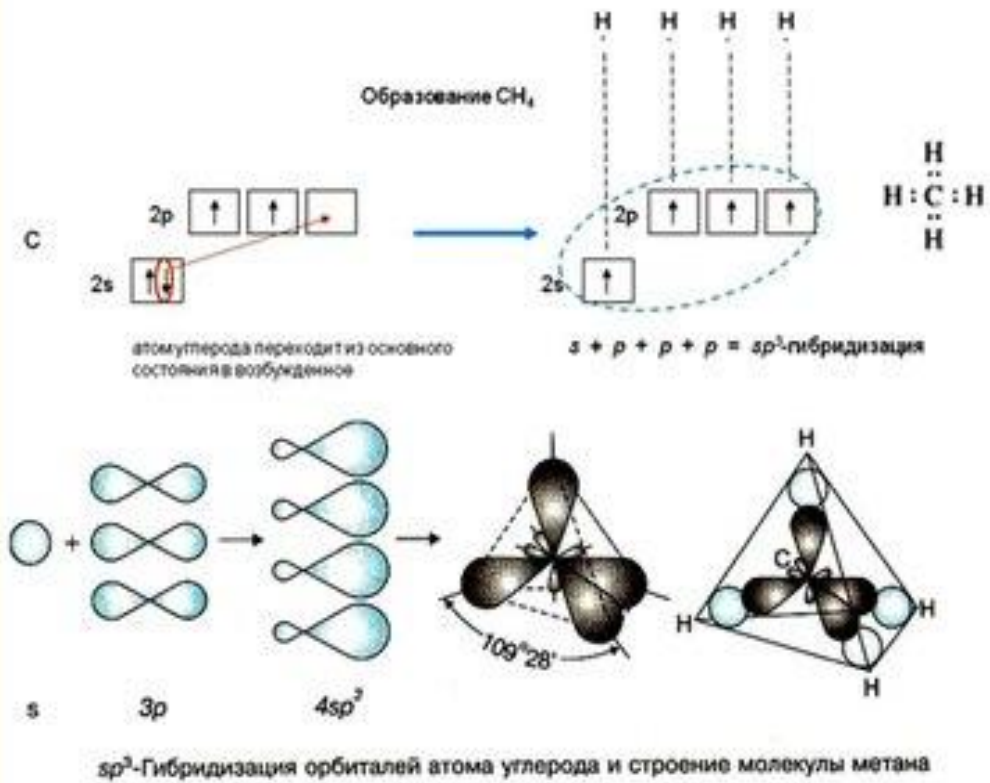 H H H H
Образование CH₄
H
H : C : H
H
2p
2p
C
2s
2s
атом углерода переходит из основного
состояния в возбужденное
s + p + p + p = sp³-гибридизация
H
C
H
H
109°28'
H
s
3p
4sp³
sp³-Гибридизация орбиталей атома углерода и строение молекулы метана